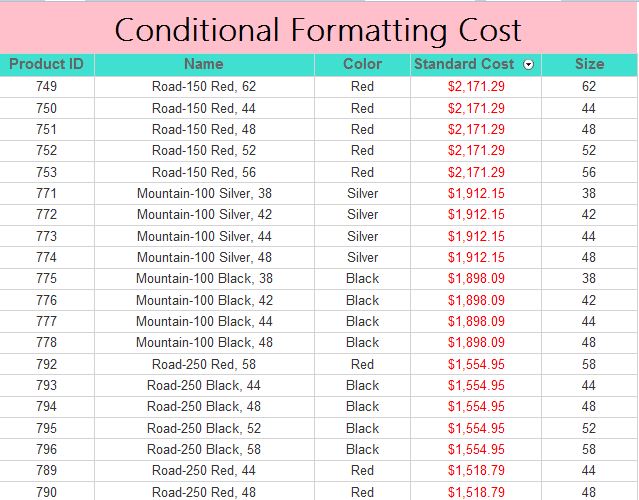 Conditional Formatting Cost
Product ID Name Color Standard Cost Size
749 Road-150 Red, 62 Red $2,171.29 62
750 Road-150 Red, 44 Red $2,171.29 44
751 Road-150 Red, 48 Red $2,171.29 48
752 Road-150 Red, 52 Red $2,171.29 52
753 Road-150 Red, 56 Red $2,171.29 56
771 Mountain-100 Silver, 38 Silver $1,912.15 38
772 Mountain-100 Silver, 42 Silver $1,912.15 42
773 Mountain-100 Silver, 44 Silver $1,912.15 44
774 Mountain-100 Silver, 48 Silver $1,912.15 48
775 Mountain-100 Black, 38 Black $1,898.09 38
776 Mountain-100 Black, 42 Black $1,898.09 42
777 Mountain-100 Black, 44 Black $1,898.09 44
778 Mountain-100 Black, 48 Black $1,898.09 48
792 Road-250 Red, 58 Red $1,554.95 58
793 Road-250 Black, 44 Black $1,554.95 44
794 Road-250 Black, 48 Black $1,554.95 48
795 Road-250 Black, 52 Black $1,554.95 52
796 Road-250 Black, 58 Black $1,554.95 58
789 Road-250 Red, 44 Red $1,518.79 44
790 Road-250 Red, 48 Red $1,518.79 48